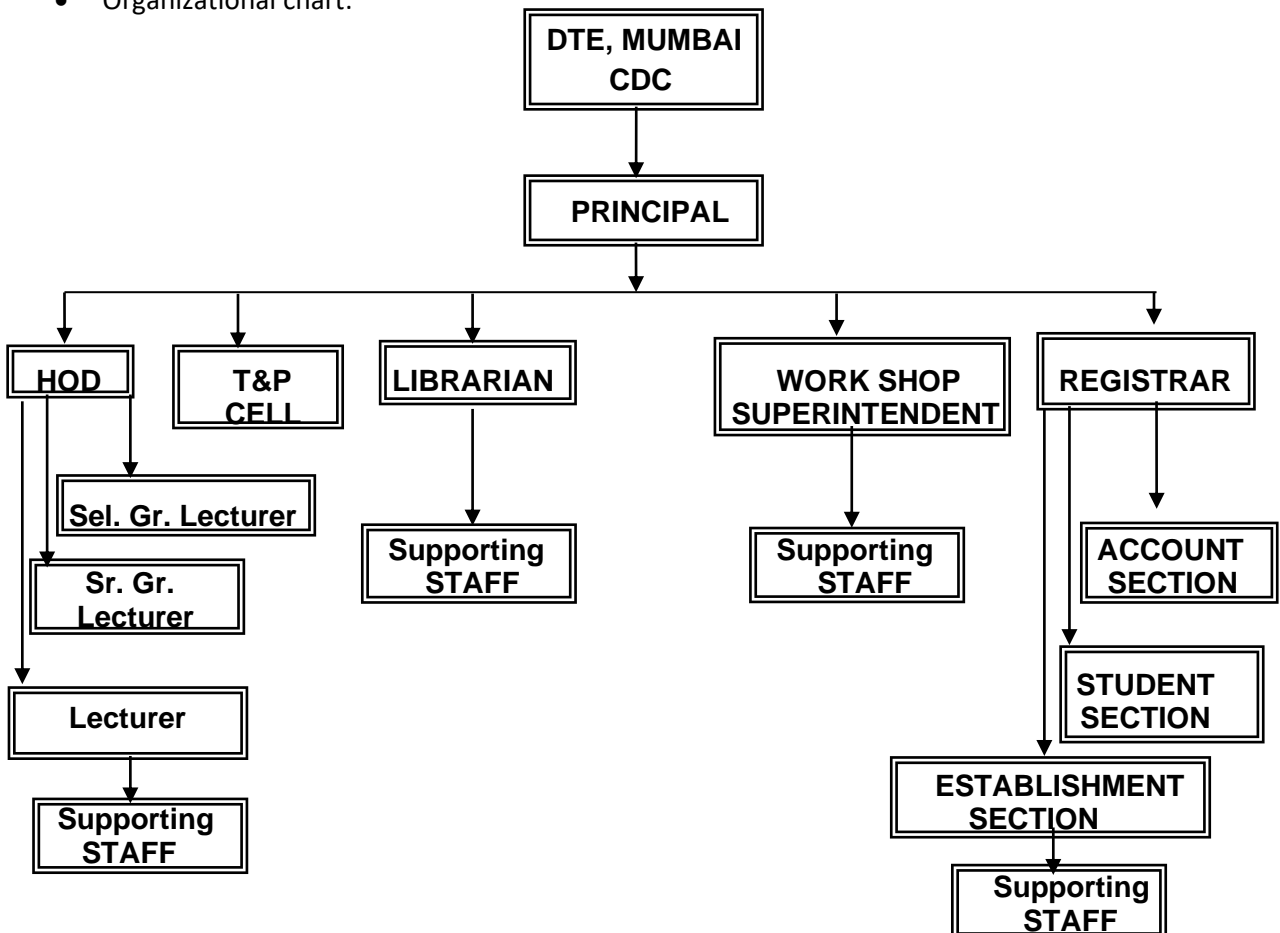 • Organizational chart:
DTE, MUMBAI
CDC
PRINCIPAL
HOD
T&P
CELL
LIBRARIAN
WORK SHOP
SUPERINTENDENT
REGISTRAR
Sel. Gr. Lecturer
Sr. Gr.
Lecturer
Lecturer
Supporting
STAFF
Supporting
STAFF
Supporting
STAFF
ACCOUNT
SECTION
STUDENT
SECTION
ESTABLISHMENT
SECTION
Supporting
STAFF